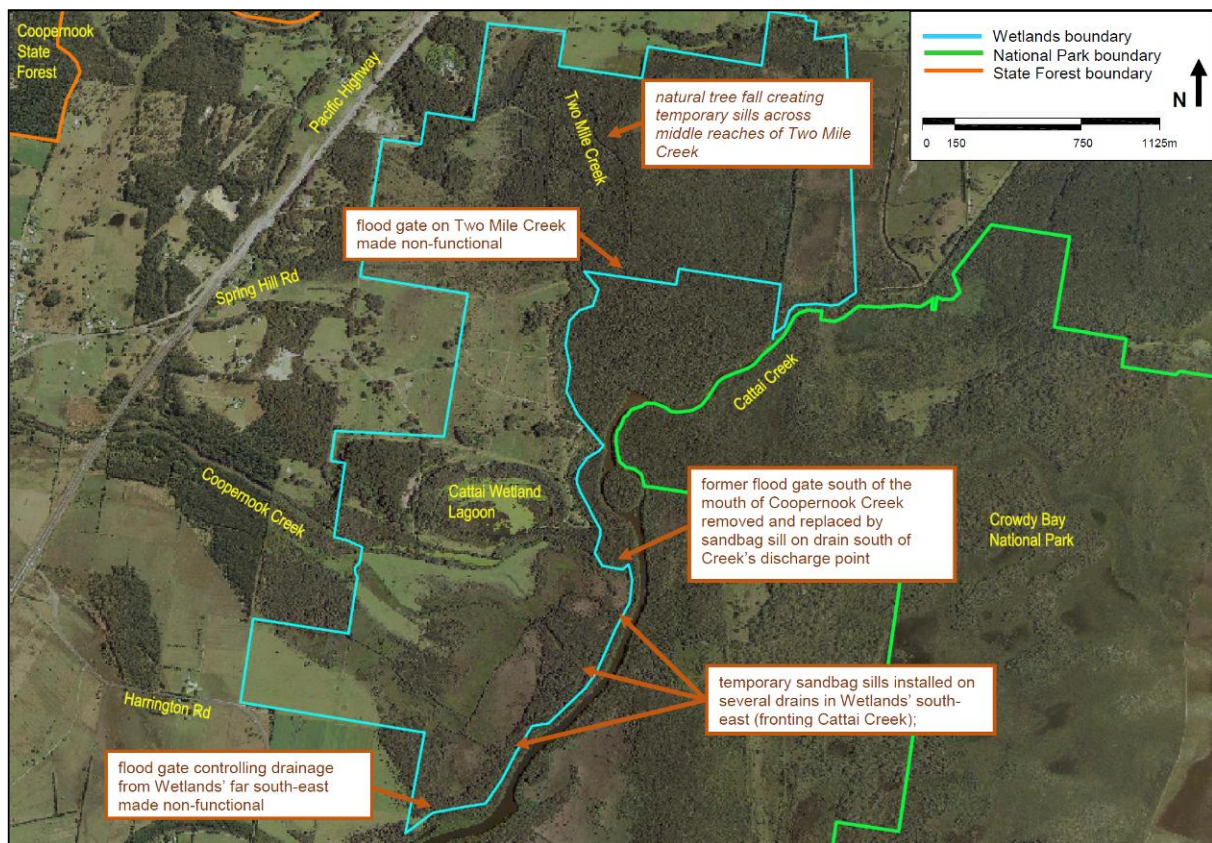 Coopernook
State
Forest
Pacific Highway
Two Mile Creek
Wetlands boundary
National Park boundary
State Forest boundary
N
0 150 750 1125m
natural tree fall creating
temporary sills across
middle reaches of Two Mile
Creek
flood gate on Two Mile Creek
made non-functional
Spring Hill Rd
Cattai Creek
Coopernook Creek
Cattai Wetland
Lagoon
former flood gate south of the
mouth of Coopernook Creek
removed and replaced by
sandbag sill on drain south of
Creek's discharge point
Crowdy Bay
National Park
Harrington Rd
temporary sandbag sills installed on
several drains in Wetlands' south-
east (fronting Cattai Creek);
flood gate controlling drainage
from Wetlands' far south-east
made non-functional